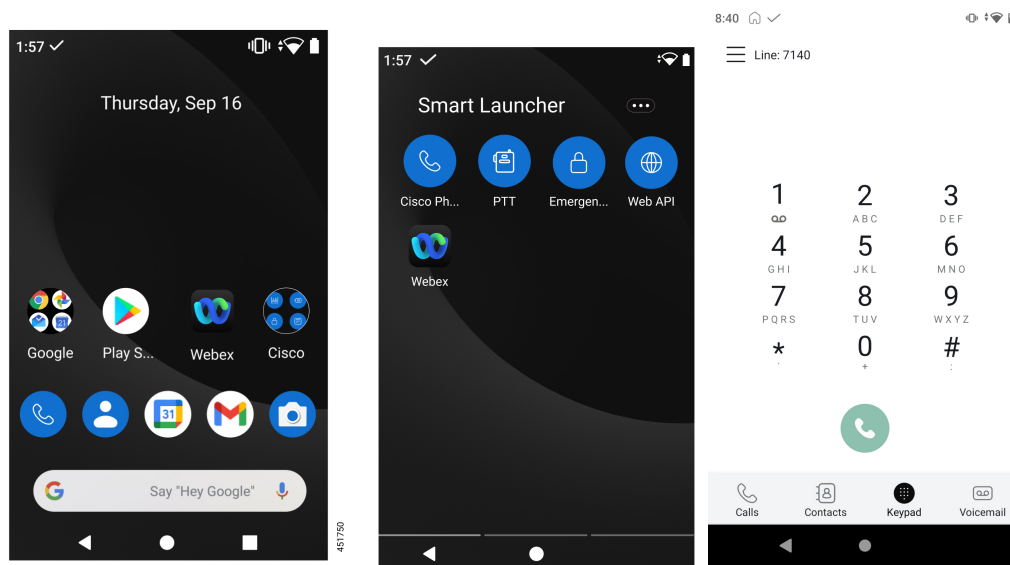 1:57
Thursday, Sep 16
31
Google Play S... Webex Cisco
31
G Say "Hey Google"
451750
1:57
Smart Launcher
Cisco Ph... PTT Emergen... Web API
Webex
8:40
Line: 7140
1 2 3
ABC DEF
4 5 6
GHI JKL MNO
7 8 9
PQRS TUV WXYZ
* 0 #
, + ;
Calls Contacts Keypad Voicemail